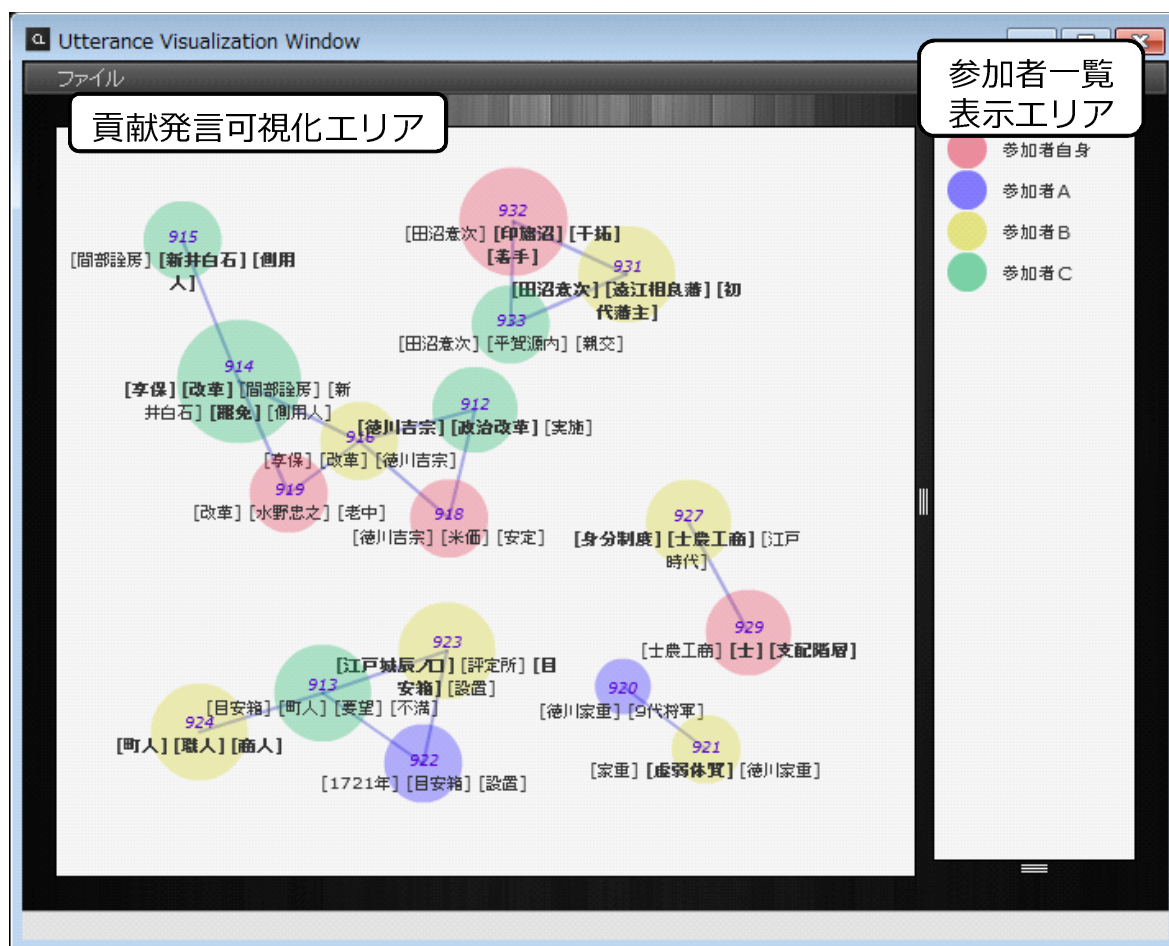 Utterance Visualization Window
ファイル
貢献発言可視化エリア
参加者一覧
表示エリア
参加者自身
参加者A
参加者B
参加者C
932
[田沼意次] [印旛沼] [干拓]
[着手]
931
[田沼意次] [遠江相良藩] [初
代藩主]
933
[田沼意次] [平賀源内] [親交]
915
[間部詮房] [新井白石] [側用
人]
914
[享保] [改革] [間部詮房] [新
井白石] [罷免] [側用人]
912
[徳川吉宗] [政治改革] [実施]
916
[享保] [改革] [徳川吉宗]
919
[改革] [水野忠之] [老中]
918
[徳川吉宗] [米価] [安定]
927
[身分制度] [士農工商] [江戸
時代]
929
[士農工商] [士] [支配階層]
923
[江戸城辰ノ口] [評定所] [目
安箱] [設置]
913
[目安箱] [町人] [要望] [不満]
924
[町人] [職人] [商人]
922
[1721年] [目安箱] [設置]
920
[徳川家重] [9代将軍]
921
[家重] [虚弱体質] [徳川家重]